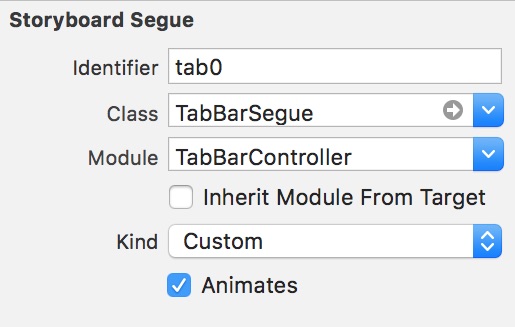 Storyboard Segue
Identifier tab0
Class TabBarSegue
Module TabBarController
Inherit Module From Target
Kind Custom
Animates